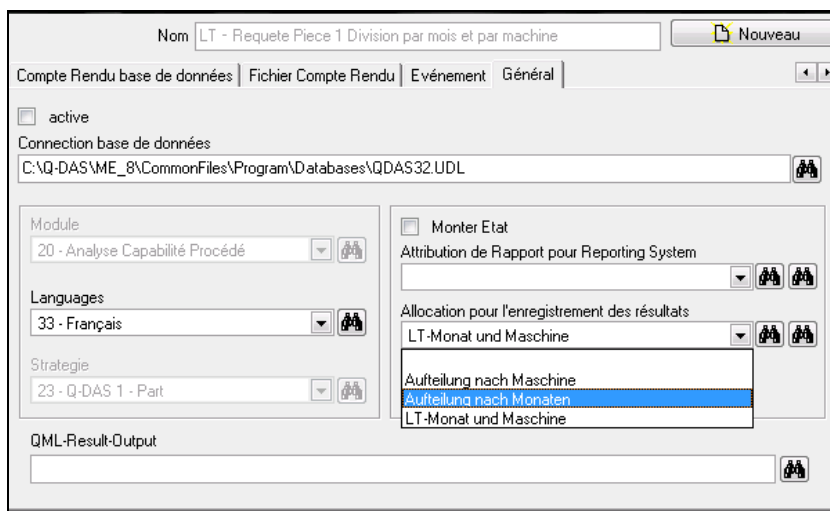 Nom LT - Requete Piece 1 Division par mois et par machine Nouveau
Compte Rendu base de données Fichier Compte Rendu Evénement Général
active
Connection base de données
C:\Q-DAS\ME_8\CommonFiles\Program\Databases\QDAS32.UDL
Module
20 - Analyse Capabilité Procédé
Languages
33 - Français
Strategie
23 - Q-DAS 1 - Part
Monter Etat
Attribution de Rapport pour Reporting System
Allocation pour l'enregistrement des résultats
LT-Monat und Maschine
Aufteilung nach Maschine
Aufteilung nach Monaten
LT-Monat und Maschine
QML-Result-Output